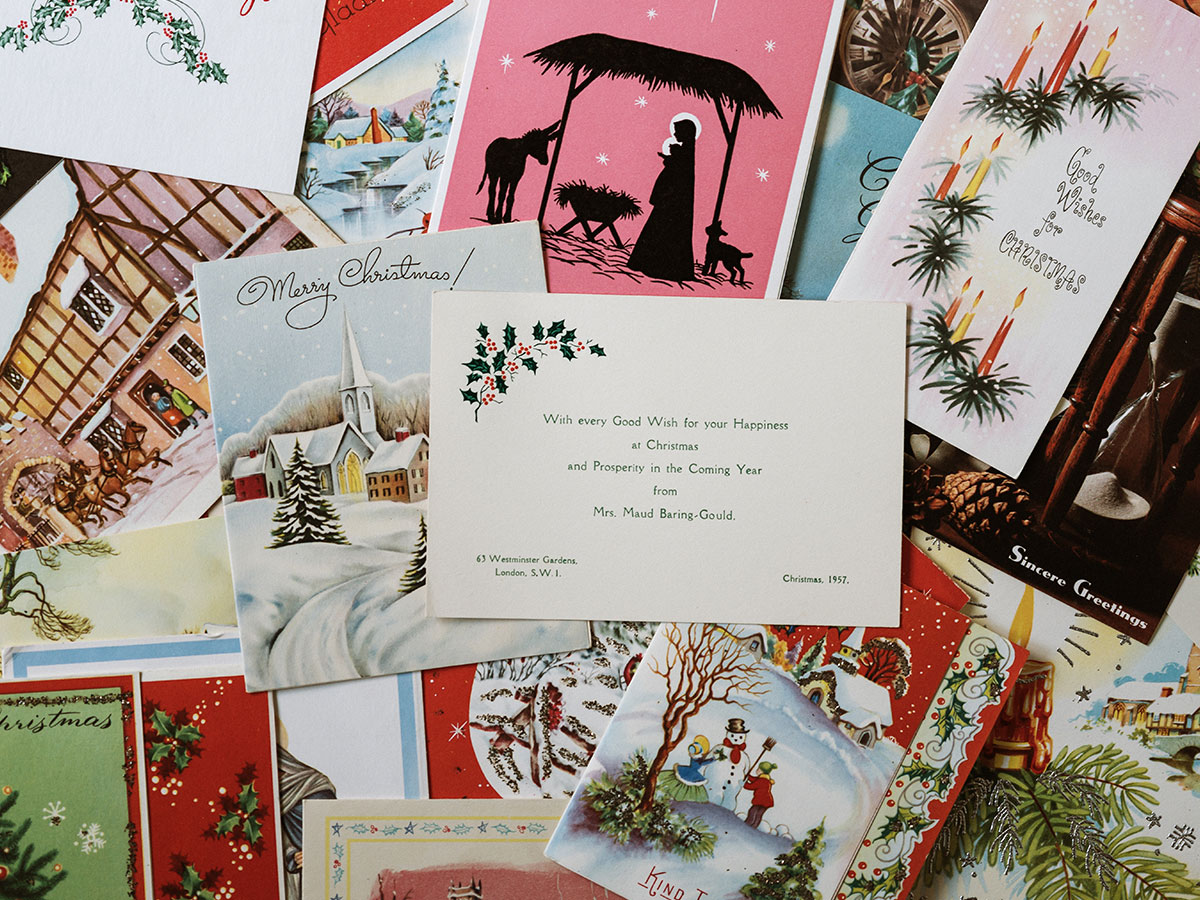 Merry Christmas!
With every Good Wish for your Happiness
at Christmas
and Prosperity in the Coming Year
from
Mrs. Maud Baring-Gould.
63 Westminster Gardens,
London, S.W.1.
Christmas, 1957.
Good
Wishes
for
CHRISTMAS
Sincere Greetings
Christmas
KIND